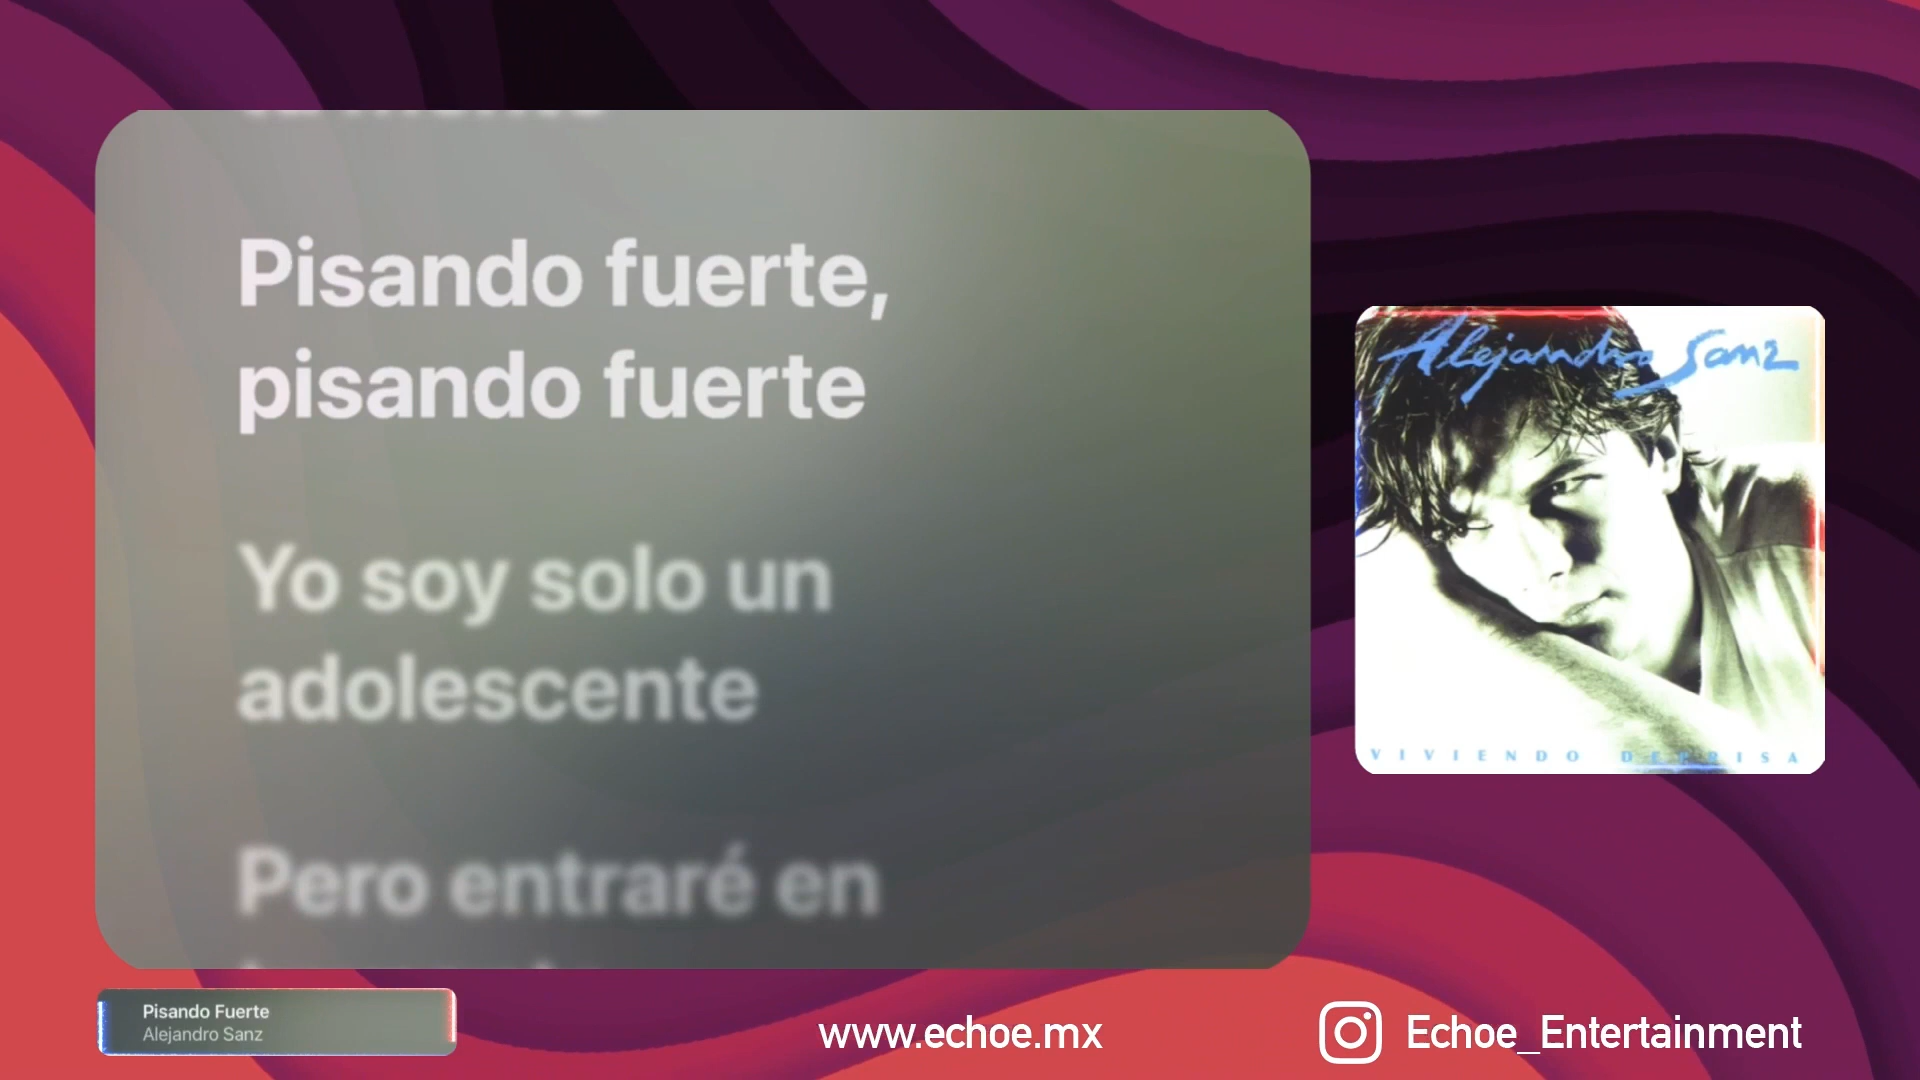 Pisando fuerte,
pisando fuerte
Yo soy solo un
adolescente
Pero entraré en
Alejandro Sanz
VIVIENDO DEPRISA
Pisando Fuerte
Alejandro Sanz
www.echoe.mx
Echoe_Entertainment